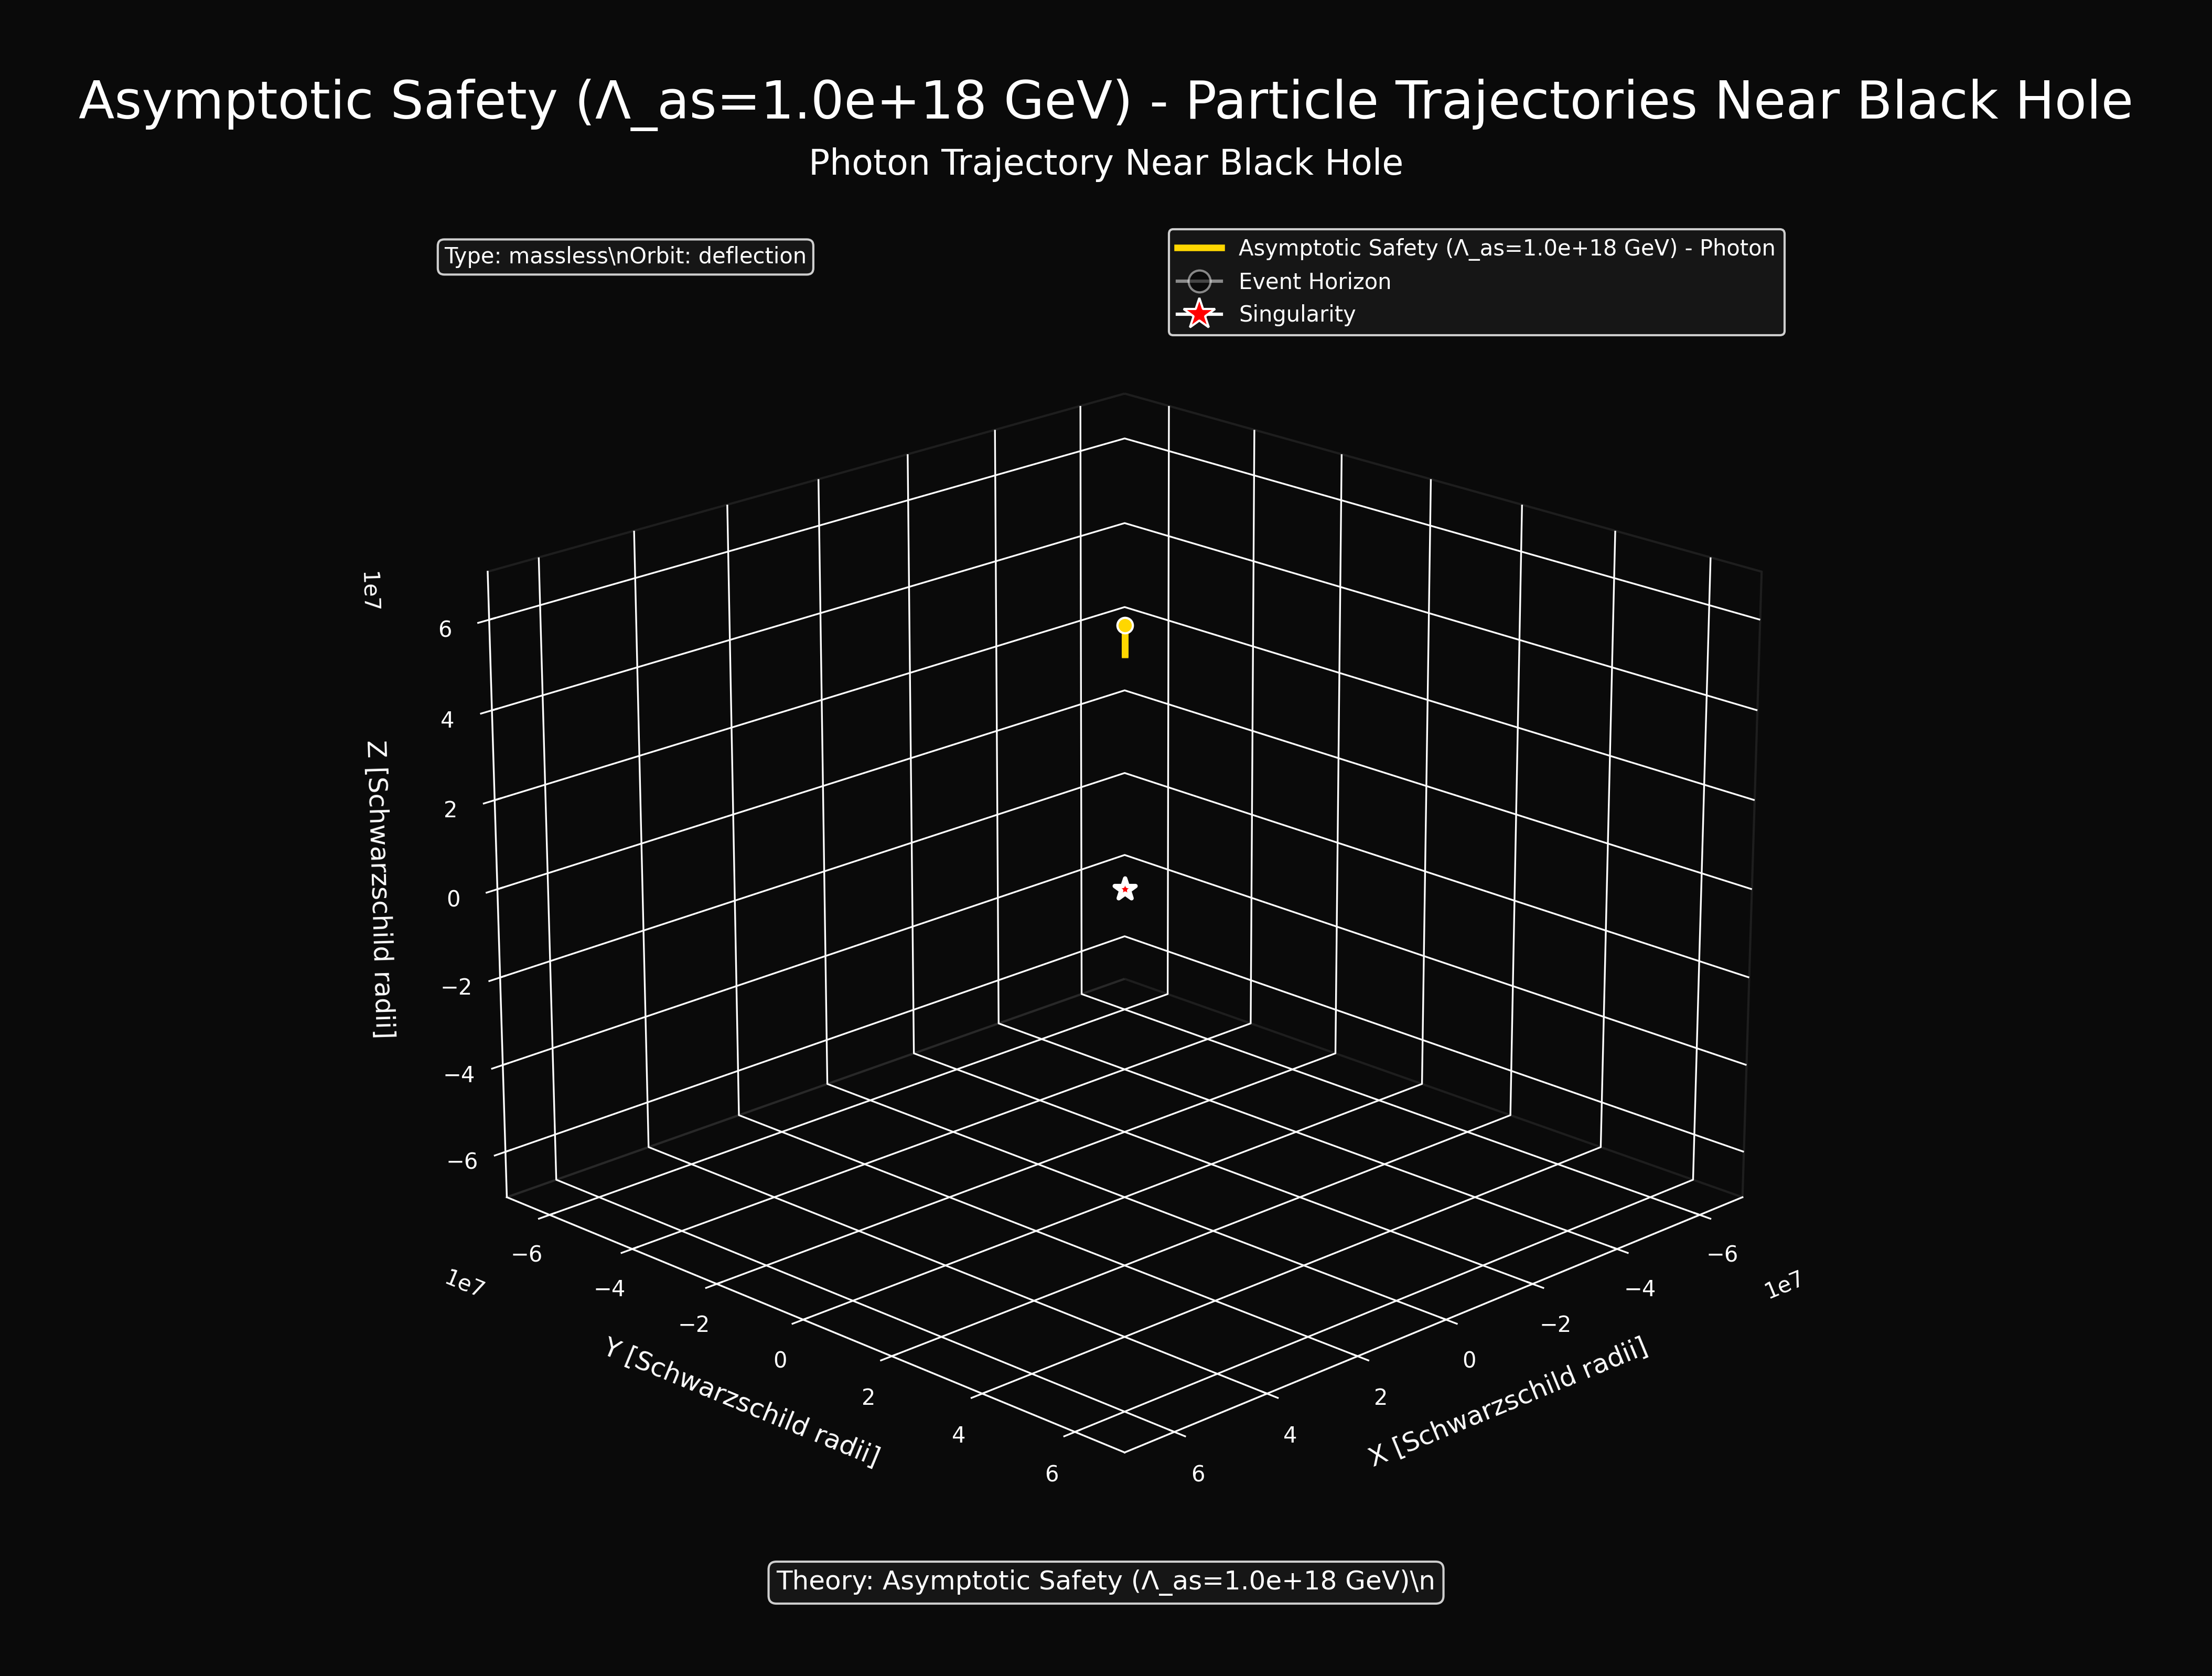 Asymptotic Safety (Λ_as=1.0e+18 GeV) - Particle Trajectories Near Black Hole
Photon Trajectory Near Black Hole
Type: massless\nOrbit: deflection
Asymptotic Safety (Λ_as=1.0e+18 GeV) - Photon
Event Horizon
Singularity
1e7
6
4
2
0
−2
−4
−6
Z [Schwarzschild radii]
−6
−4
−2
0
2
4
6
1e7
Y [Schwarzschild radii]
−6
−4
−2
0
2
4
6
1e7
X [Schwarzschild radii]
Theory: Asymptotic Safety (Λ_as=1.0e+18 GeV)\n